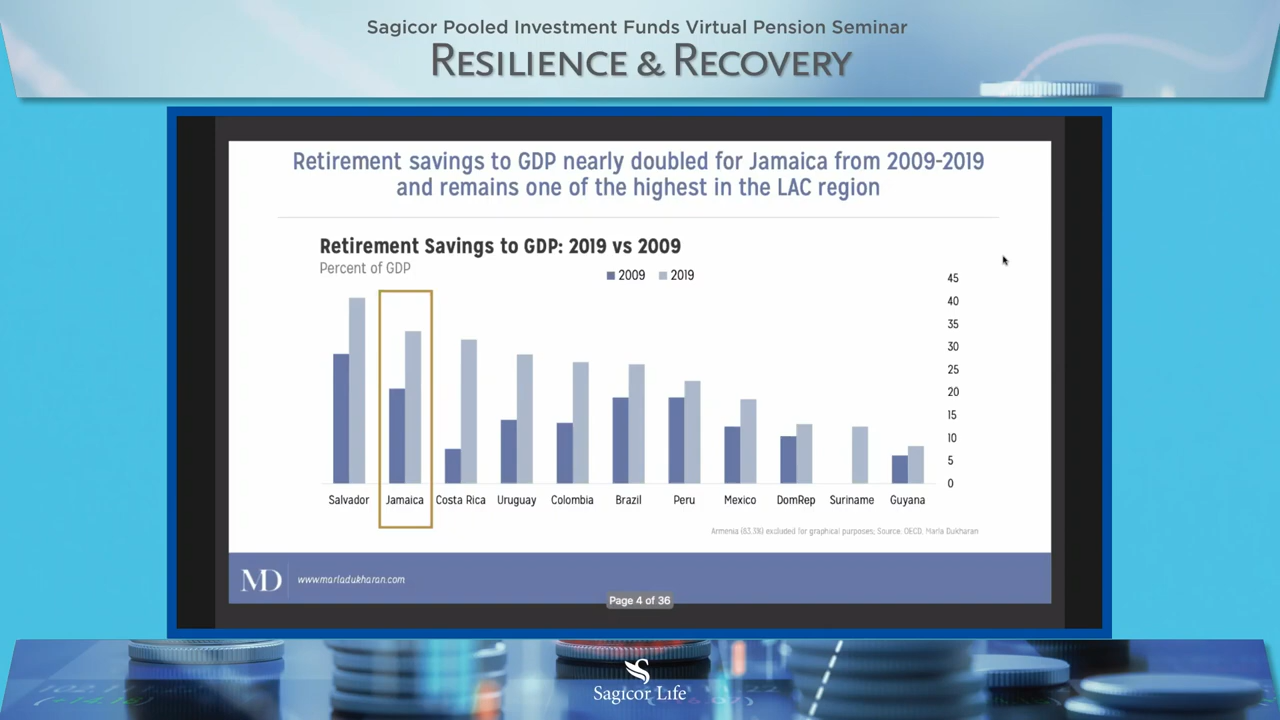 Sagicor Pooled Investment Funds Virtual Pension Seminar
RESILIENCE & RECOVERY
Retirement savings to GDP nearly doubled for Jamaica from 2009-2019
and remains one of the highest in the LAC region
Retirement Savings to GDP: 2019 vs 2009
Percent of GDP
2009 2019
45
40
35
30
25
20
15
10
5
0
Salvador Jamaica Costa Rica Uruguay Colombia Brazil Peru Mexico DomRep Suriname Guyana
Armenia (63.3%) excluded for graphical purposes; Source: OECD, Marla Dukharan
MD www.marladukharan.com
Page 4 of 36
Sagicor Life